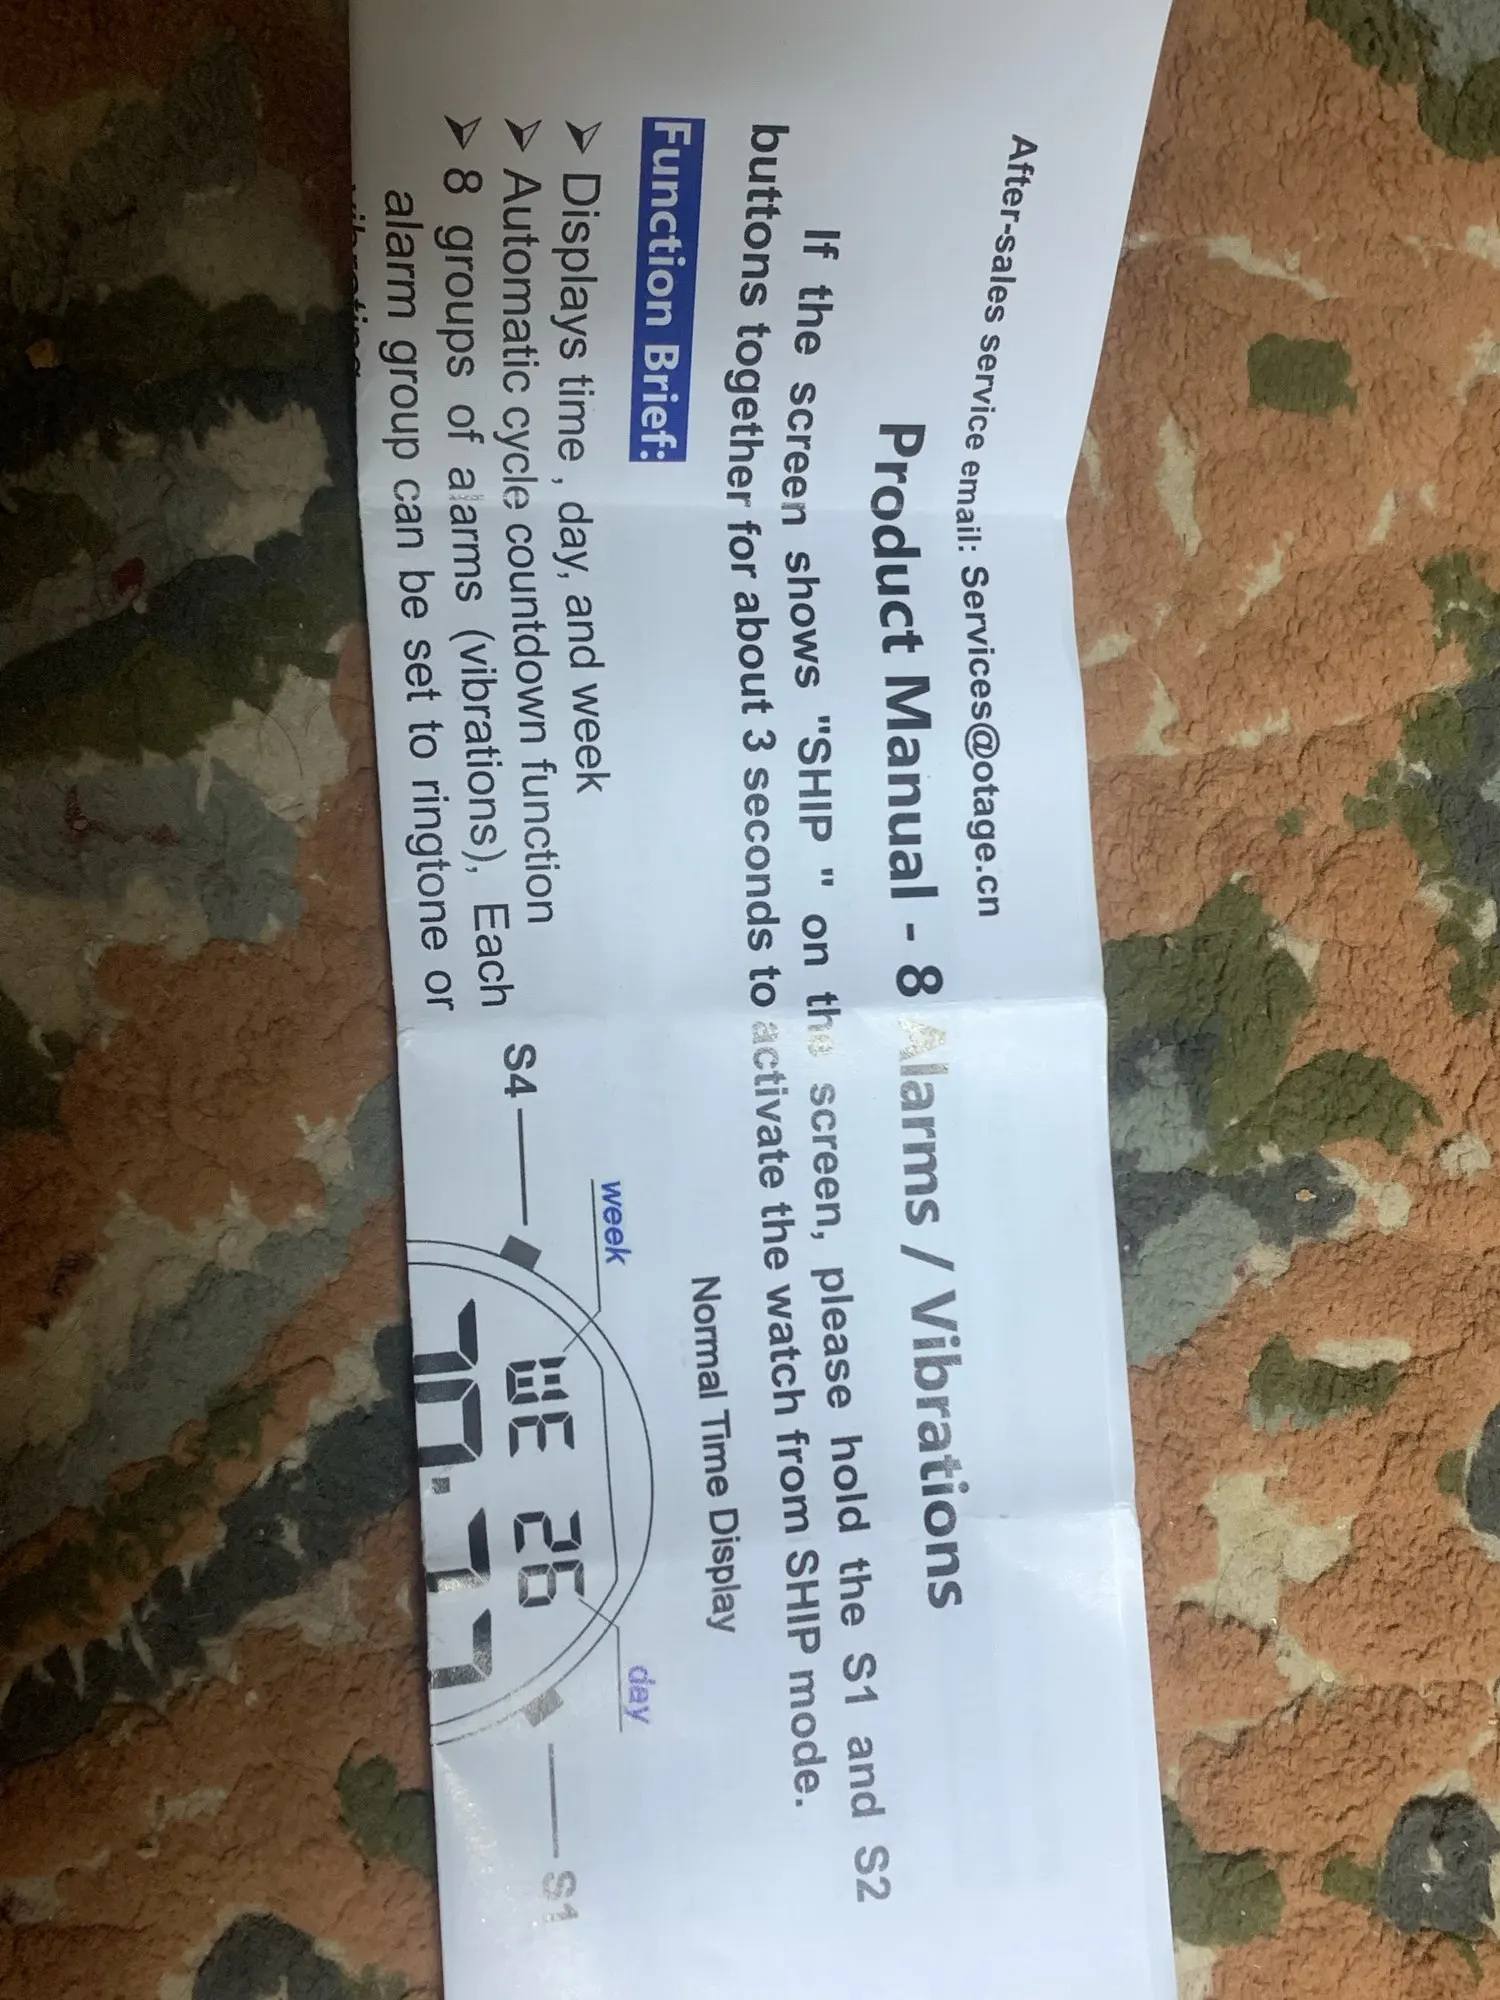 After-sales service email: Services@otage.cn
Product Manual - 8 Alarms / Vibrations
If the screen shows "SHIP " on the screen, please hold the S1 and S2
buttons together for about 3 seconds to activate the watch from SHIP mode.
Function Brief:
Normal Time Display
➢ Displays time , day, and week
➢ Automatic cycle countdown function
➢ 8 groups of alarms (vibrations), Each
alarm group can be set to ringtone or
week
day
S4
S1
WE 26